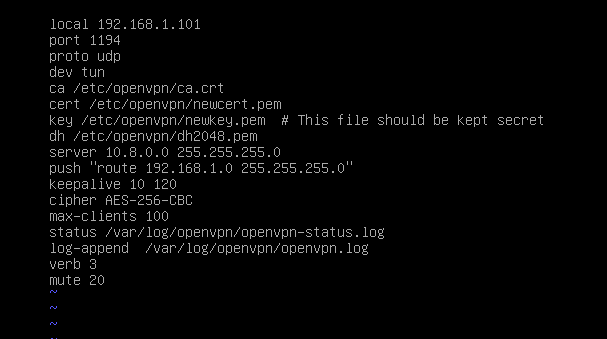 local 192.168.1.101
port 1194
proto udp
dev tun
ca /etc/openvpn/ca.crt
cert /etc/openvpn/newcert.pem
key /etc/openvpn/newkey.pem  # This file should be kept secret
dh /etc/openvpn/dh2048.pem
server 10.8.0.0 255.255.255.0
push "route 192.168.1.0 255.255.255.0"
keepalive 10 120
cipher AES-256-CBC
max-clients 100
status /var/log/openvpn/openvpn-status.log
log-append  /var/log/openvpn/openvpn.log
verb 3
mute 20
~
~
~
~